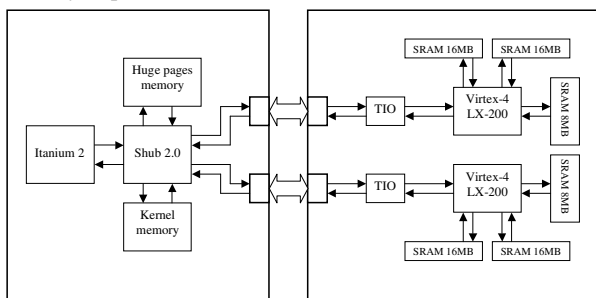 SRAM 16MB
SRAM 16MB
Huge pages
memory
TIO
Virtex-4
LX-200
SRAM 8MB
Itanium 2
Shub 2.0
TIO
Virtex-4
LX-200
SRAM 8MB
Kernel
memory
SRAM 16MB
SRAM 16MB